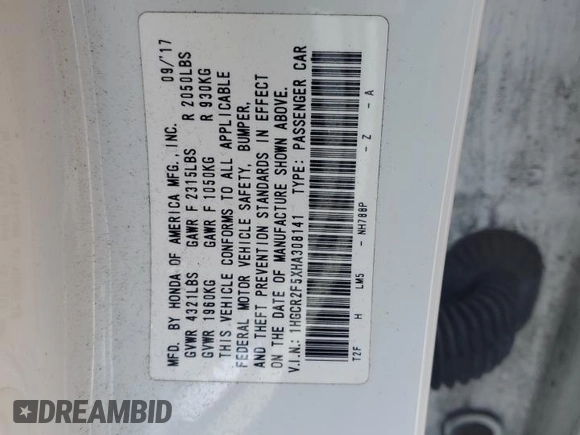 MFD. BY HONDA OF AMERICA MFG., INC. 09/'17
GVWR 4321LBS GAWR F 2315LBS R 2050LBS
GVWR 1960KG GAWR F 1050KG R 930KG
THIS VEHICLE CONFORMS TO ALL APPLICABLE
FEDERAL MOTOR VEHICLE SAFETY, BUMPER,
AND THEFT PREVENTION STANDARDS IN EFFECT
ON THE DATE OF MANUFACTURE SHOWN ABOVE.
V.I.N.: 1HGCR2F5XHA308141 TYPE: PASSENGER CAR
T2F H LM5 - NH788P - Z - A
DREAMBID